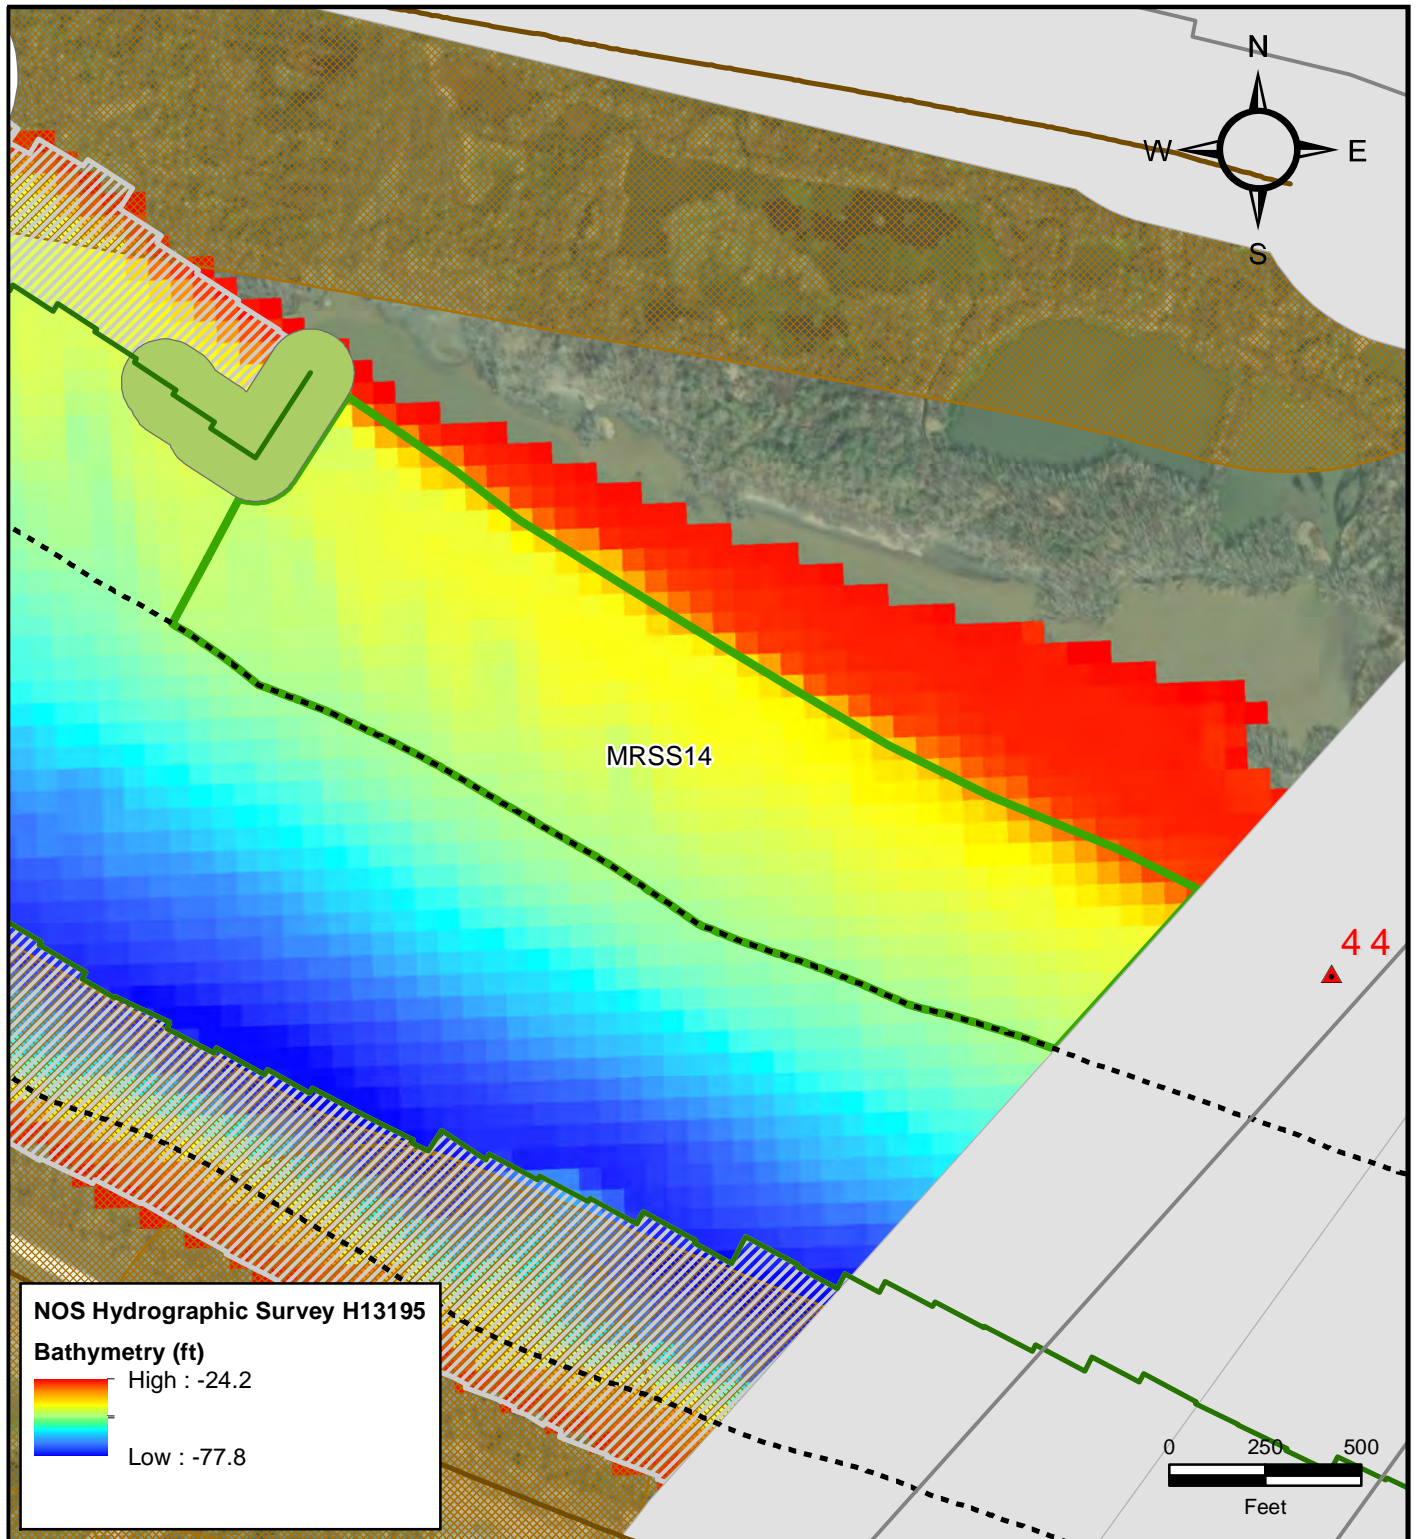 N
W
E
S
MRSS14
4 4
NOS Hydrographic Survey H13195
Bathymetry (ft)
High : -24.2
Low : -77.8
0 250 500
Feet